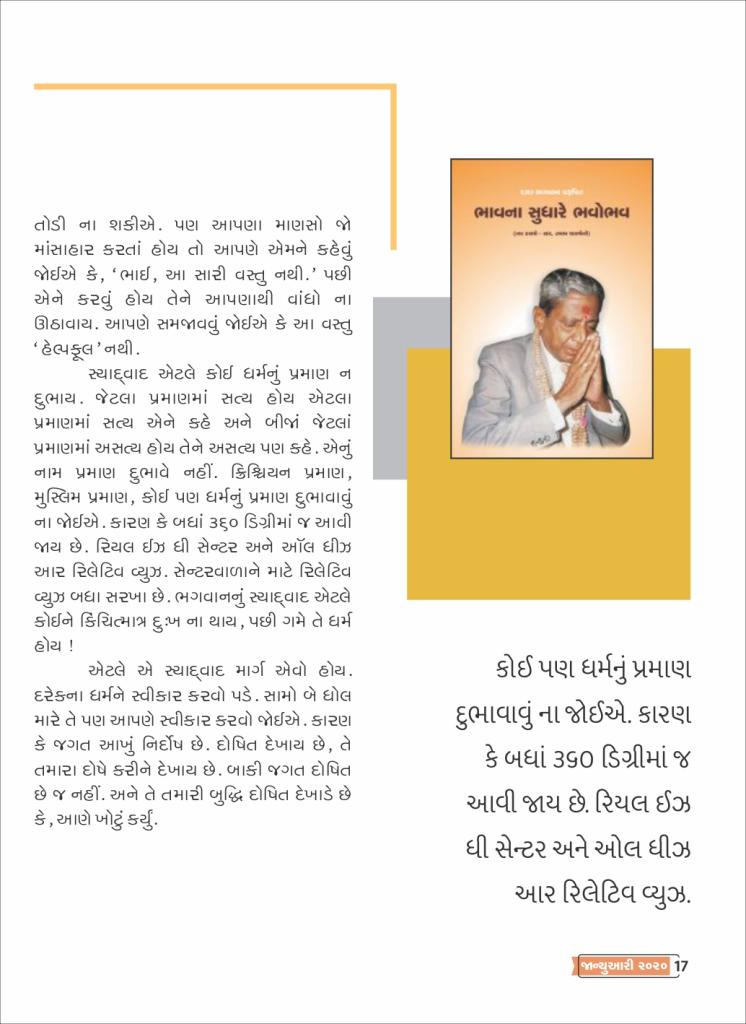 તોડી ના શકીએ. પણ આપણા માણસો જો
માંસાહાર કરતાં હોય તો આપણે એમને કહેવું
જોઈએ કે, ‘ભાઈ, આ સારી વસ્તુ નથી.’ પછી
એને કરવું હોય તેને આપણાથી વાંધો ના
ઊઠાવાય. આપણે સમજાવવું જોઈએ કે આ વસ્તુ
‘હેલ્પફૂલ’ નથી.
સ્યાદ્‌વાદ એટલે કોઈ ધર્મનું પ્રમાણ ન
દુભાય. જેટલા પ્રમાણમાં સત્ય હોય એટલા
પ્રમાણમાં સત્ય એને કહે અને બીજાં જેટલાં
પ્રમાણમાં અસત્ય હોય તેને અસત્ય પણ કહે. એનું
નામ પ્રમાણ દુભાવે નહીં. ક્રિશ્ચિયન પ્રમાણ,
મુસ્લિમ પ્રમાણ, કોઈ પણ ધર્મનું પ્રમાણ દુભાવાવું
ના જોઈએ. કારણ કે બધાં ૩૬૦ ડિગ્રીમાં જ આવી
જાય છે. રિયલ ઈઝ ધી સેન્ટર અને ઑલ ધીઝ
આર રિલેટિવ વ્યુઝ. સેન્ટરવાળાને માટે રિલેટિવ
વ્યુઝ બધા સરખા છે. ભગવાનનું સ્યાદ્‌વાદ એટલે
કોઈને કિંચિત્માત્ર દુઃખ ના થાય, પછી ગમે તે ધર્મ
હોય !
એટલે એ સ્યાદ્‌વાદ માર્ગ એવો હોય.
દરેકના ધર્મને સ્વીકાર કરવો પડે. સામો બે ધોલ
મારે તે પણ આપણે સ્વીકાર કરવો જોઈએ. કારણ
કે જગત આખું નિર્દોષ છે. દોષિત દેખાય છે, તે
તમારા દોષે કરીને દેખાય છે. બાકી જગત દોષિત
છે જ નહીં. અને તે તમારી બુદ્ધિ દોષિત દેખાડે છે
કે, આણે ખોટું કર્યું.
દાદા ભગવાન પ્રરૂપિત
ભાવના સુધારે ભવોભવ
કોઈ પણ ધર્મનું પ્રમાણ
દુભાવાવું ના જોઈએ. કારણ
કે બધાં ૩૬૦ ડિગ્રીમાં જ
આવી જાય છે. રિયલ ઈઝ
ધી સેન્ટર અને ઓલ ધીઝ
આર રિલેટિવ વ્યુઝ.
જાન્યુઆરી ૨૦૨૦ 17